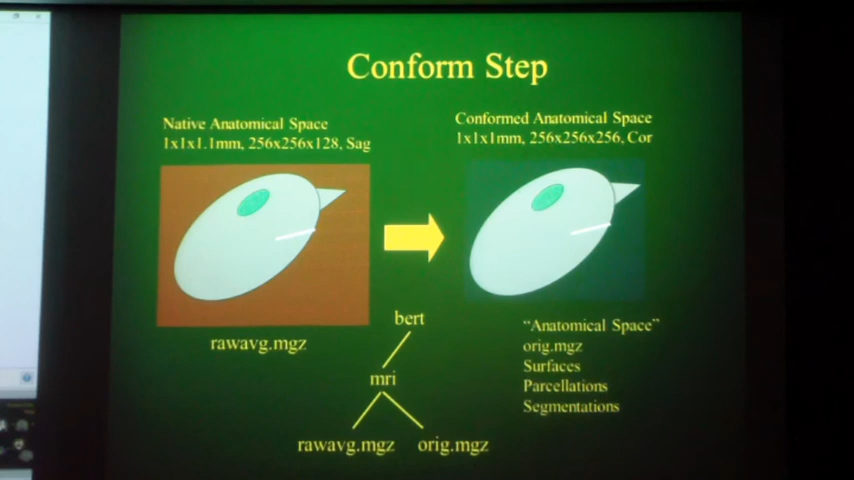 Conform Step
Native Anatomical Space
1x1x1.1mm, 256x256x128, Sag
Conformed Anatomical Space
1x1x1mm, 256x256x256, Cor
rawavg.mgz
bert
mri
rawavg.mgz orig.mgz
"Anatomical Space"
orig.mgz
Surfaces
Parcellations
Segmentations